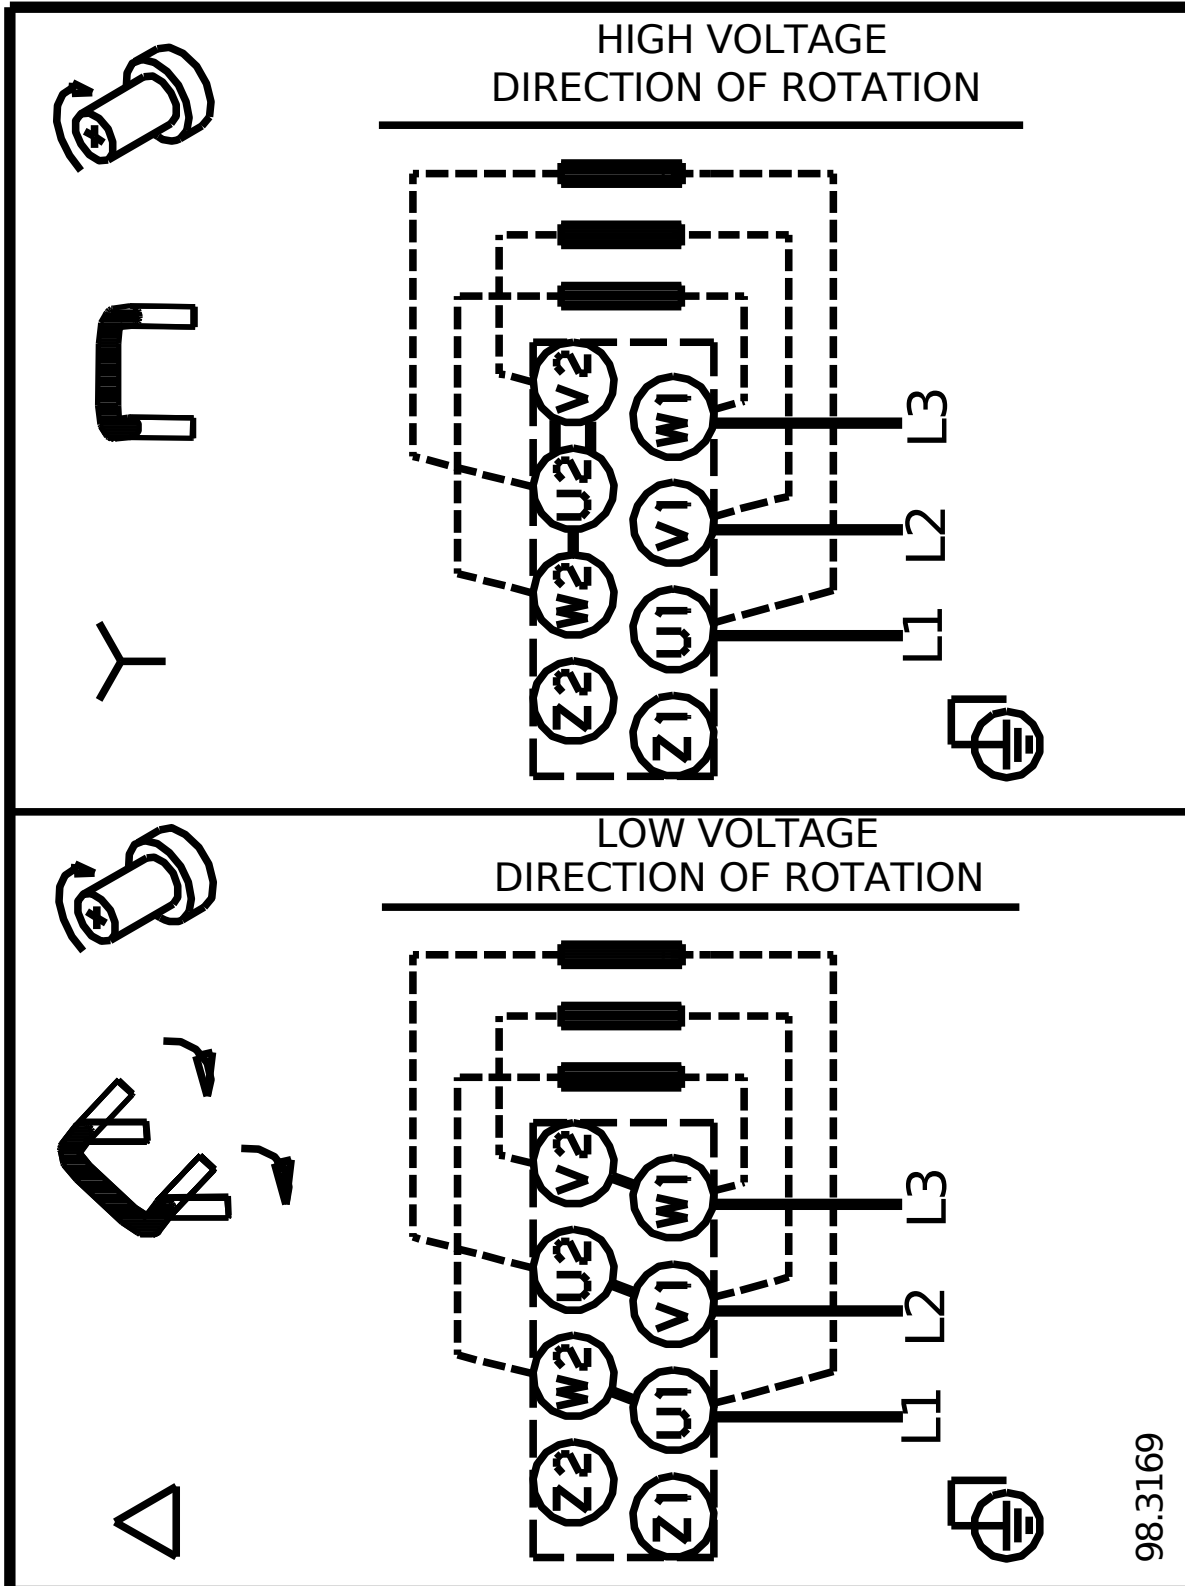 HIGH VOLTAGE
DIRECTION OF ROTATION
V2
W1
L3
U2
V1
L2
W2
U1
L1
Z2
Z1
LOW VOLTAGE
DIRECTION OF ROTATION
V2
W1
L3
U2
V1
L2
W2
U1
L1
Z2
Z1
98.3169